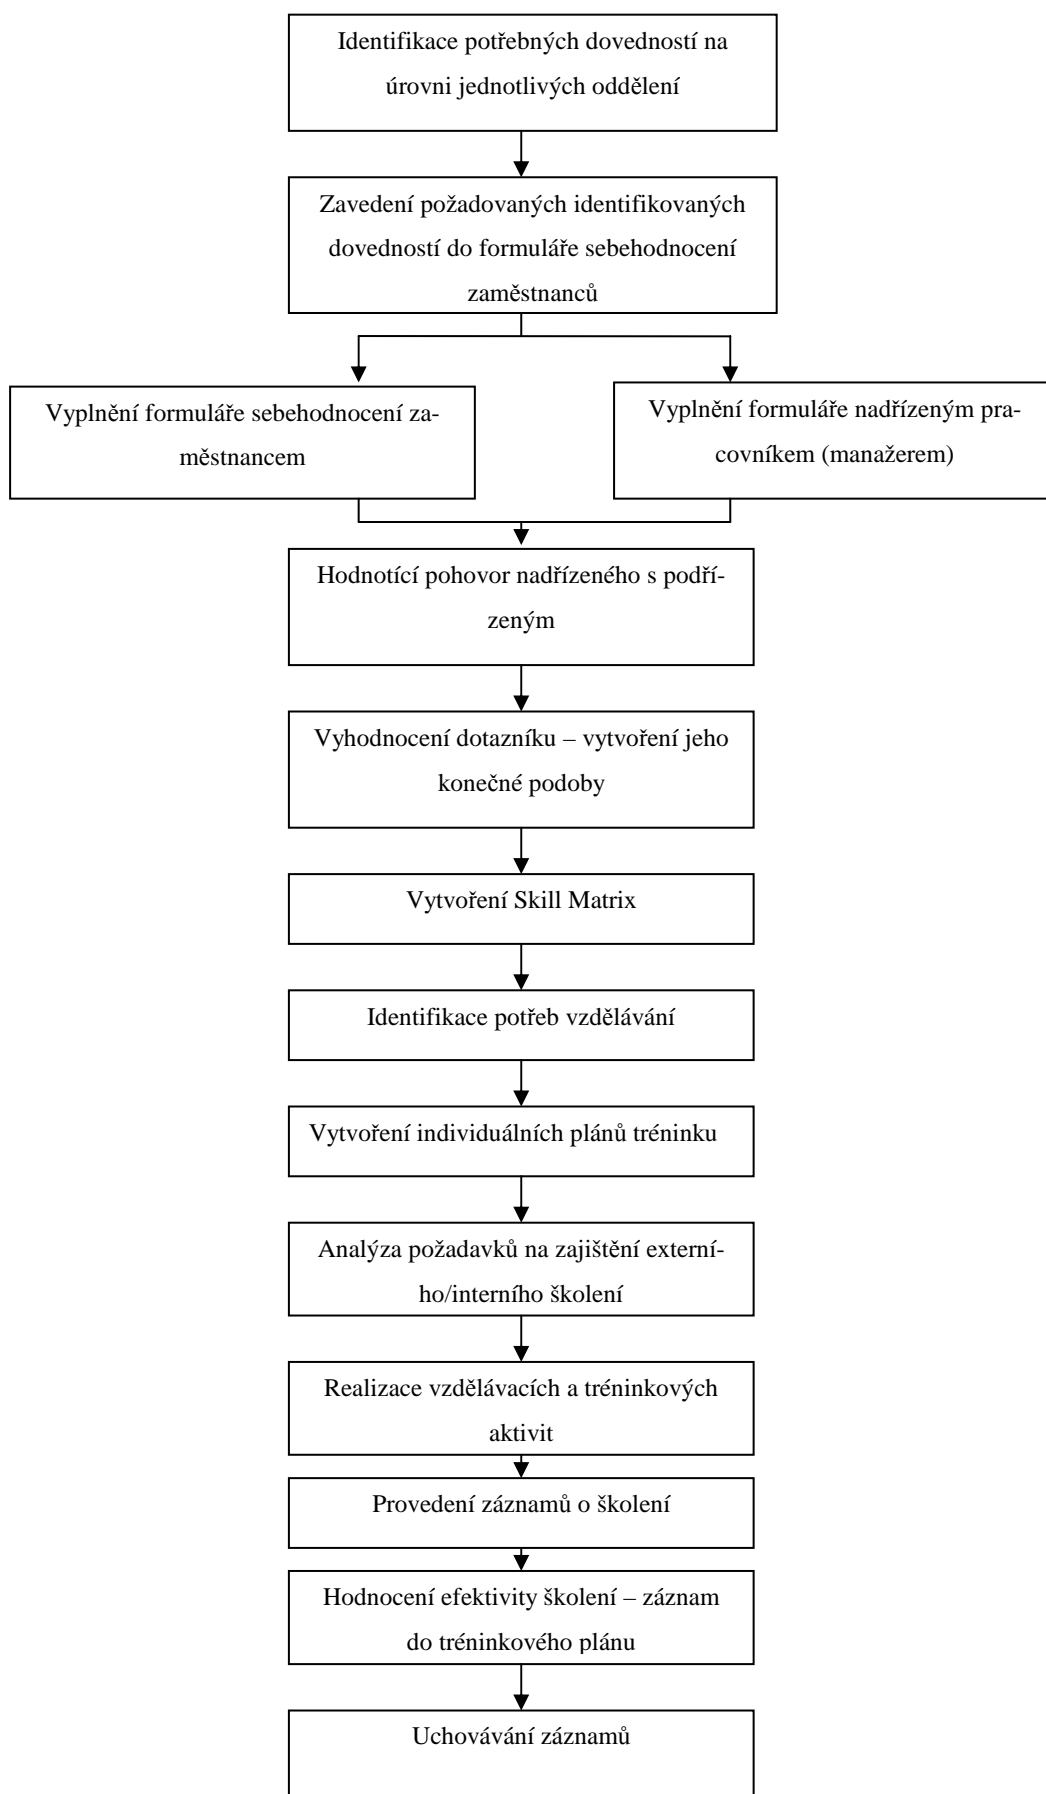 Identifikace potřebných dovedností na
úrovni jednotlivých oddělení
Zavedení požadovaných identifikovaných
dovedností do formuláře sebehodnocení
zaměstnanců
Vyplnění formuláře sebehodnocení za-
městnancem
Vyplnění formuláře nadřízeným pra-
covníkem (manažerem)
Hodnotící pohovor nadřízeného s podří-
zeným
Vyhodnocení dotazníku – vytvoření jeho
konečné podoby
Vytvoření Skill Matrix
Identifikace potřeb vzdělávání
Vytvoření individuálních plánů tréninku
Analýza požadavků na zajištění externí-
ho/interního školení
Realizace vzdělávacích a tréninkových
aktivit
Provedení záznamů o školení
Hodnocení efektivity školení – záznam
do tréninkového plánu
Uchovávání záznamů